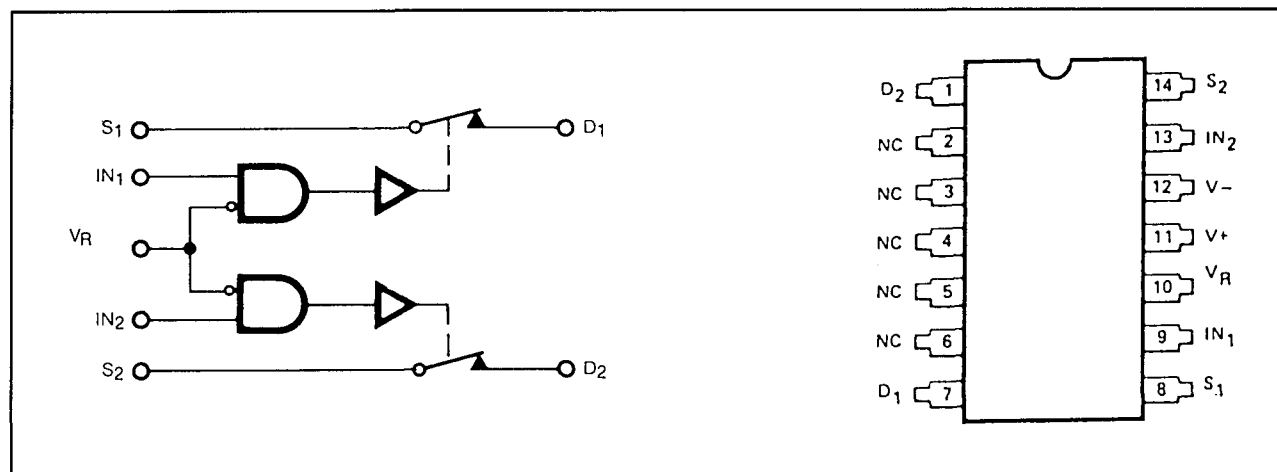 S1
D1
IN1
VR
IN2
S2
D2
D2 1
NC 2
NC 3
NC 4
NC 5
NC 6
D1 7
14 S2
13 IN2
12 V-
11 V+
10 VR
9 IN1
8 S1